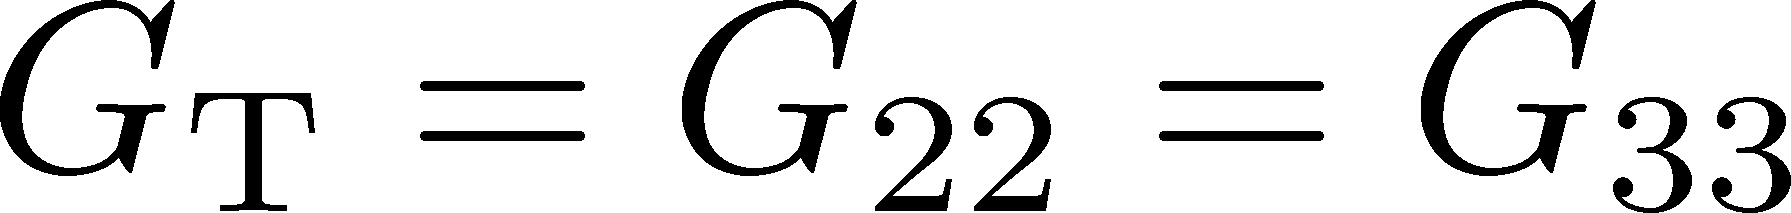 G_T = G_22 = G_33